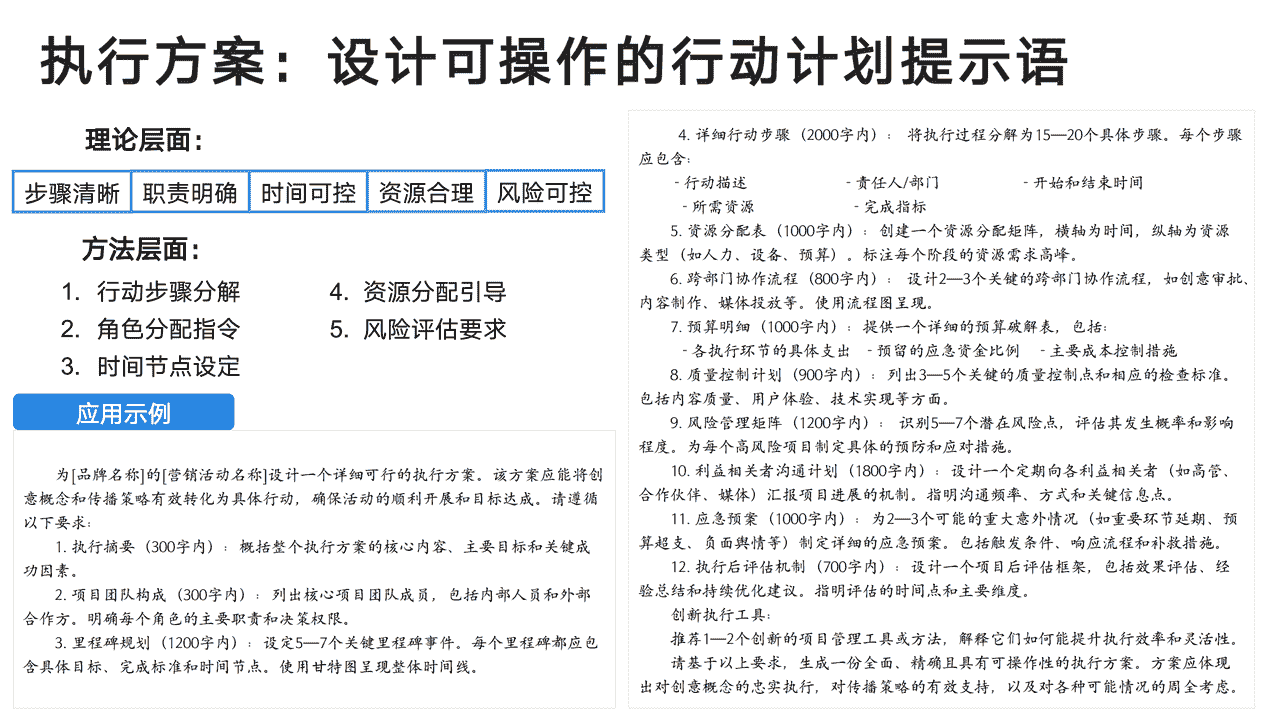 执行方案：设计可操作的行动计划提示语
理论层面：
步骤清晰 职责明确 时间可控 资源合理 风险可控
方法层面：
1. 行动步骤分解
2. 角色分配指令
3. 时间节点设定
4. 资源分配引导
5. 风险评估要求
应用示例
为[品牌名称]的[营销活动名称]设计一个详细可行的执行方案。该方案应能将创
意概念和传播策略有效转化为具体行动，确保活动的顺利开展和目标达成。请遵循
以下要求：
1. 执行摘要（300字内）：概括整个执行方案的核心内容、主要目标和关键成
功因素。
2. 项目团队构成（300字内）：列出核心项目团队成员，包括内部人员和外部
合作方。明确每个角色的主要职责和决策权限。
3. 里程碑规划（1200字内）：设定5—7个关键里程碑事件。每个里程碑都应包
含具体目标、完成标准和时间节点。使用甘特图呈现整体时间线。
4. 详细行动步骤（2000字内）：将执行过程分解为15—20个具体步骤。每个步骤
应包含：
- 行动描述 - 责任人/部门 - 开始和结束时间
- 所需资源 - 完成指标
5. 资源分配表（1000字内）：创建一个资源分配矩阵，横轴为时间，纵轴为资源
类型（如人力、设备、预算）。标注每个阶段的资源需求高峰。
6. 跨部门协作流程（800字内）：设计2—3个关键的跨部门协作流程，如创意审批、
内容制作、媒体投放等。使用流程图呈现。
7. 预算明细（1000字内）：提供一个详细的预算破解表，包括：
- 各执行环节的具体支出 - 预留的应急资金比例 - 主要成本控制措施
8. 质量控制计划（900字内）：列出3—5个关键的质量控制点和相应的检查标准。
包括内容质量、用户体验、技术实现等方面。
9. 风险管理矩阵（1200字内）：识别5—7个潜在风险点，评估其发生概率和影响
程度。为每个高风险项目制定具体的预防和应对措施。
10. 利益相关者沟通计划（1800字内）：设计一个定期向各利益相关者（如高管、
合作伙伴、媒体）汇报项目进展的机制。指明沟通频率、方式和关键信息点。
11. 应急预案（1000字内）：为2—3个可能的重大意外情况（如重要环节延期、预
算超支、负面舆情等）制定详细的应急预案。包括触发条件、响应流程和补救措施。
12. 执行后评估机制（700字内）：设计一个项目后评估框架，包括效果评估、经
验总结和持续优化建议。指明评估的时间点和主要维度。
创新执行工具：
推荐1—2个创新的项目管理工具或方法，解释它们如何能提升执行效率和灵活性。
请基于以上要求，生成一份全面、精确且具有可操作性的执行方案。方案应体现
出对创意概念的忠实执行，对传播策略的有效支持，以及对各种可能情况的周全考虑。